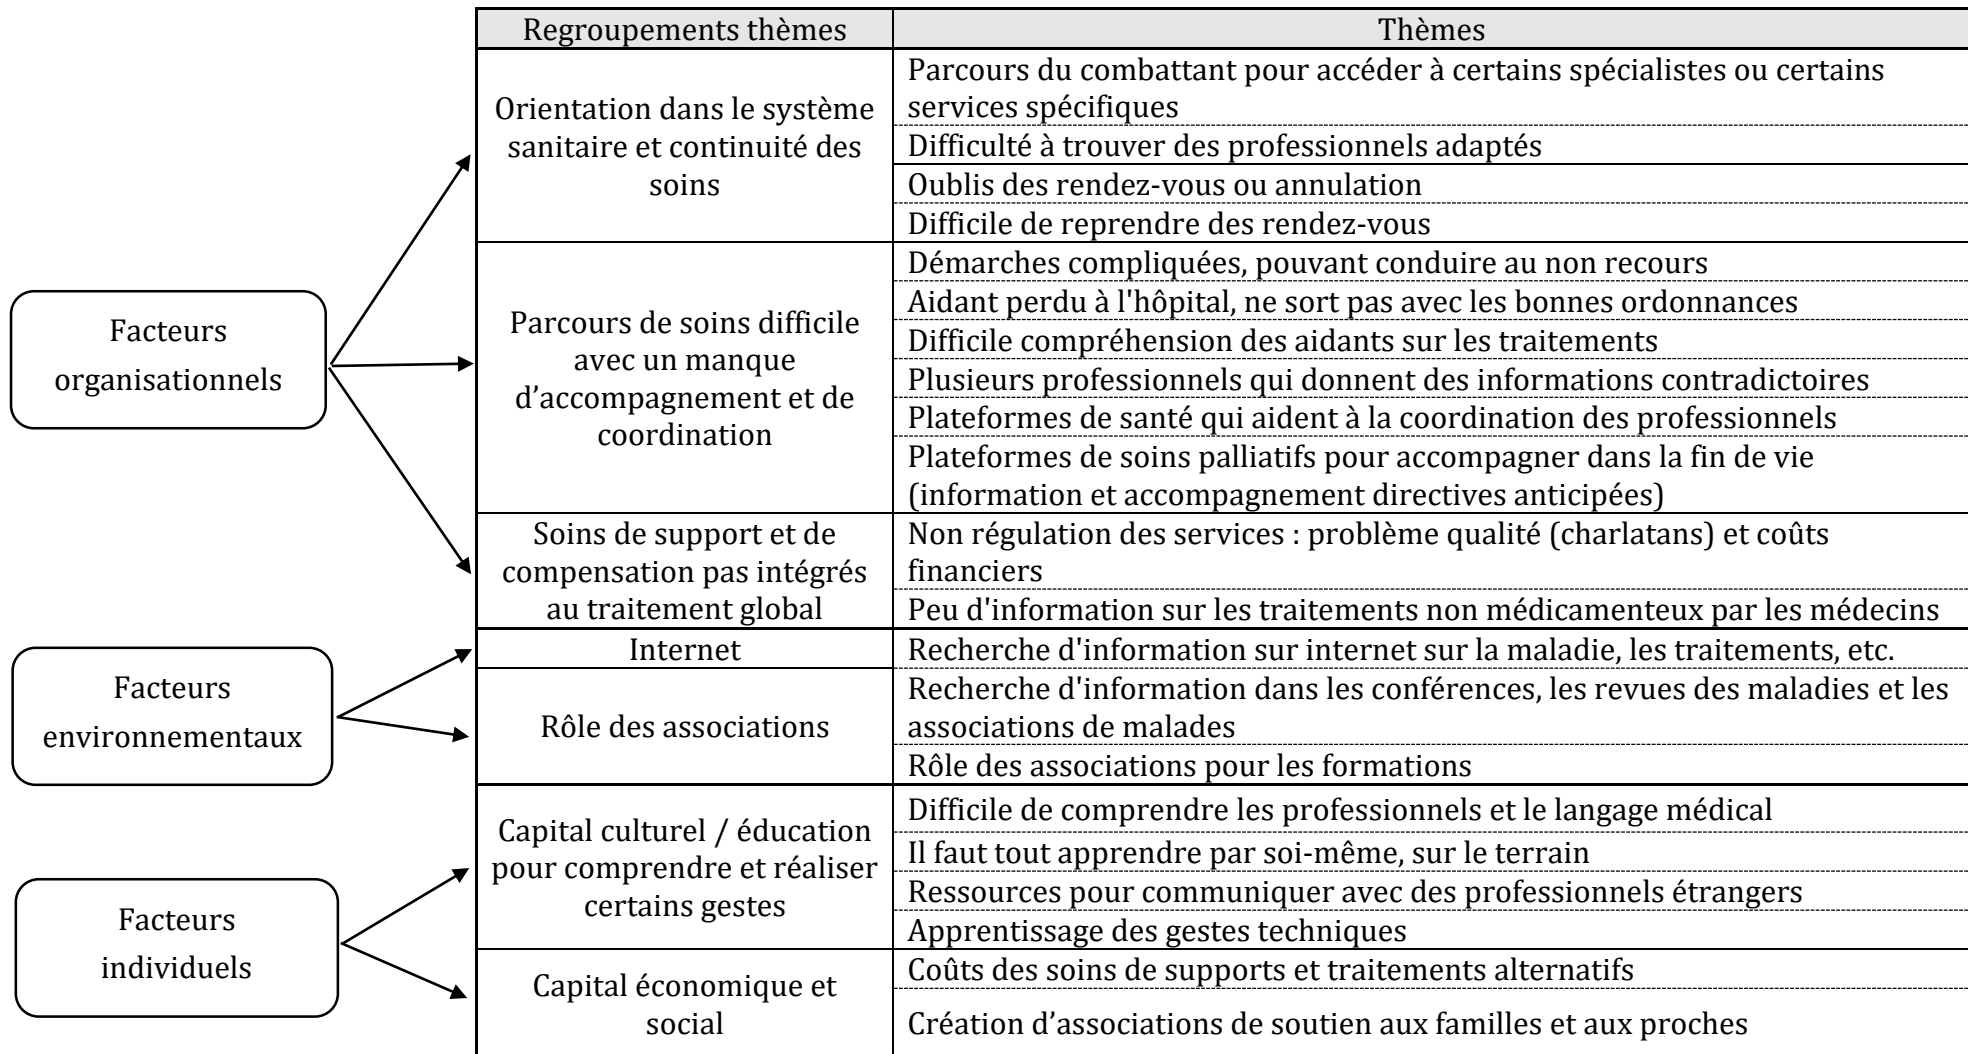 Regroupements thèmes
Thèmes
Facteurs
organisationnels
Orientation dans le système
sanitaire et continuité des
soins
Parcours du combattant pour accéder à certains spécialistes ou certains
services spécifiques
Difficulté à trouver des professionnels adaptés
Oublis des rendez-vous ou annulation
Difficile de reprendre des rendez-vous
Parcours de soins difficile
avec un manque
d’accompagnement et de
coordination
Démarches compliquées, pouvant conduire au non recours
Aidant perdu à l'hôpital, ne sort pas avec les bonnes ordonnances
Difficile compréhension des aidants sur les traitements
Plusieurs professionnels qui donnent des informations contradictoires
Plateformes de santé qui aident à la coordination des professionnels
Plateformes de soins palliatifs pour accompagner dans la fin de vie
(information et accompagnement directives anticipées)
Soins de support et de
compensation pas intégrés
au traitement global
Non régulation des services : problème qualité (charlatans) et coûts
financiers
Peu d'information sur les traitements non médicamenteux par les médecins
Facteurs
environnementaux
Internet
Recherche d'information sur internet sur la maladie, les traitements, etc.
Rôle des associations
Recherche d'information dans les conférences, les revues des maladies et les
associations de malades
Rôle des associations pour les formations
Facteurs
individuels
Capital culturel / éducation
pour comprendre et réaliser
certains gestes
Difficile de comprendre les professionnels et le langage médical
Il faut tout apprendre par soi-même, sur le terrain
Ressources pour communiquer avec des professionnels étrangers
Apprentissage des gestes techniques
Capital économique et
social
Coûts des soins de supports et traitements alternatifs
Création d’associations de soutien aux familles et aux proches